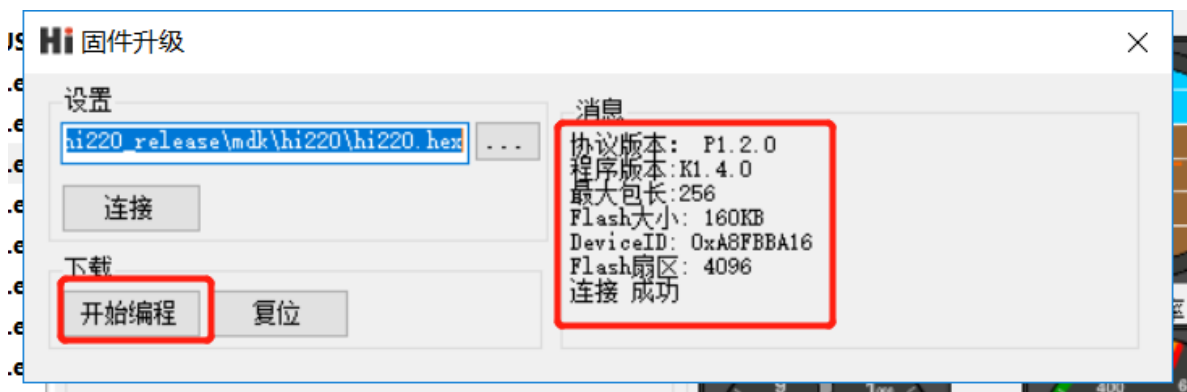 Hi 固件升级
设置
hi220_release\mdk\hi220\hi220.hex
...
连接
下载
开始编程
复位
消息
协议版本: P1.2.0
程序版本:K1.4.0
最大包长:256
Flash大小: 160KB
DeviceID: 0xA8FBBA16
Flash扇区: 4096
连接 成功
9
400